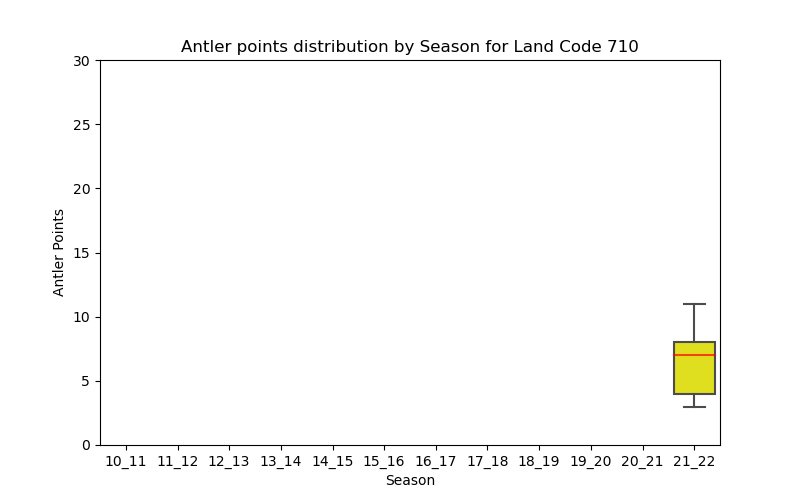 Antler points distribution by Season for Land Code 710
30
25
20
15
10
5
0
Antler Points
10_11 11_12 12_13 13_14 14_15 15_16 16_17 17_18 18_19 19_20 20_21 21_22
Season